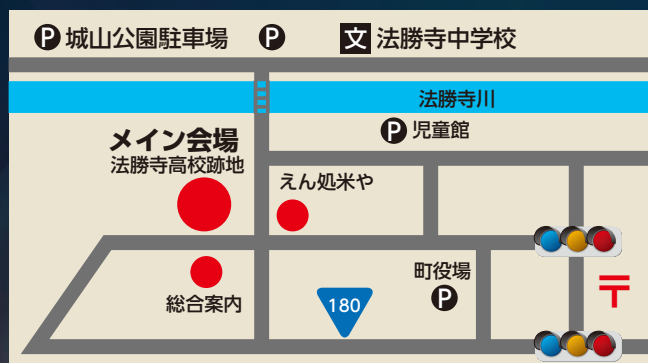 P 城山公園駐車場 P 文 法勝寺中学校
法勝寺川
P 児童館
メイン会場
法勝寺高校跡地
えん処米や
総合案内
180
町役場
P
〒